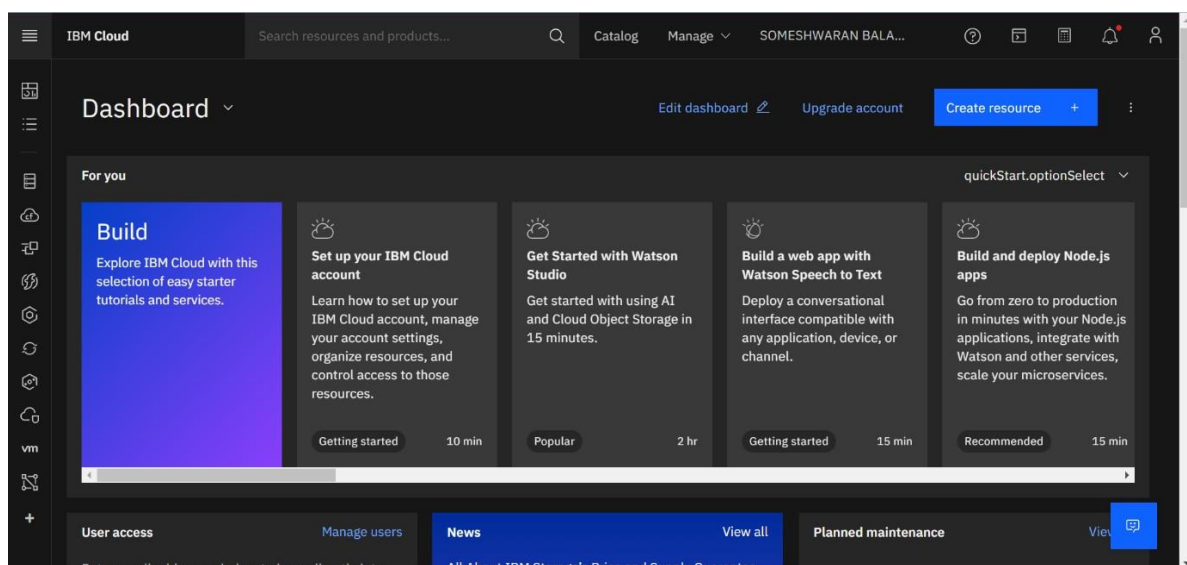 IBM Cloud
Search resources and products...
Catalog
Manage
SOMESHWARAN BALA...
Dashboard
Edit dashboard
Upgrade account
Create resource +
For you
quickStart.optionSelect
Build
Explore IBM Cloud with this
selection of easy starter
tutorials and services.
Set up your IBM Cloud
account
Learn how to set up your
IBM Cloud account, manage
your account settings,
organize resources, and
control access to those
resources.
Getting started
10 min
Get Started with Watson
Studio
Get started with using AI
and Cloud Object Storage in
15 minutes.
Popular
2 hr
Build a web app with
Watson Speech to Text
Deploy a conversational
interface compatible with
any application, device, or
channel.
Getting started
15 min
Build and deploy Node.js
apps
Go from zero to production
in minutes with your Node.js
applications, integrate with
Watson and other services,
scale your microservices.
Recommended
15 min
vm
User access
Manage users
News
View all
Planned maintenance